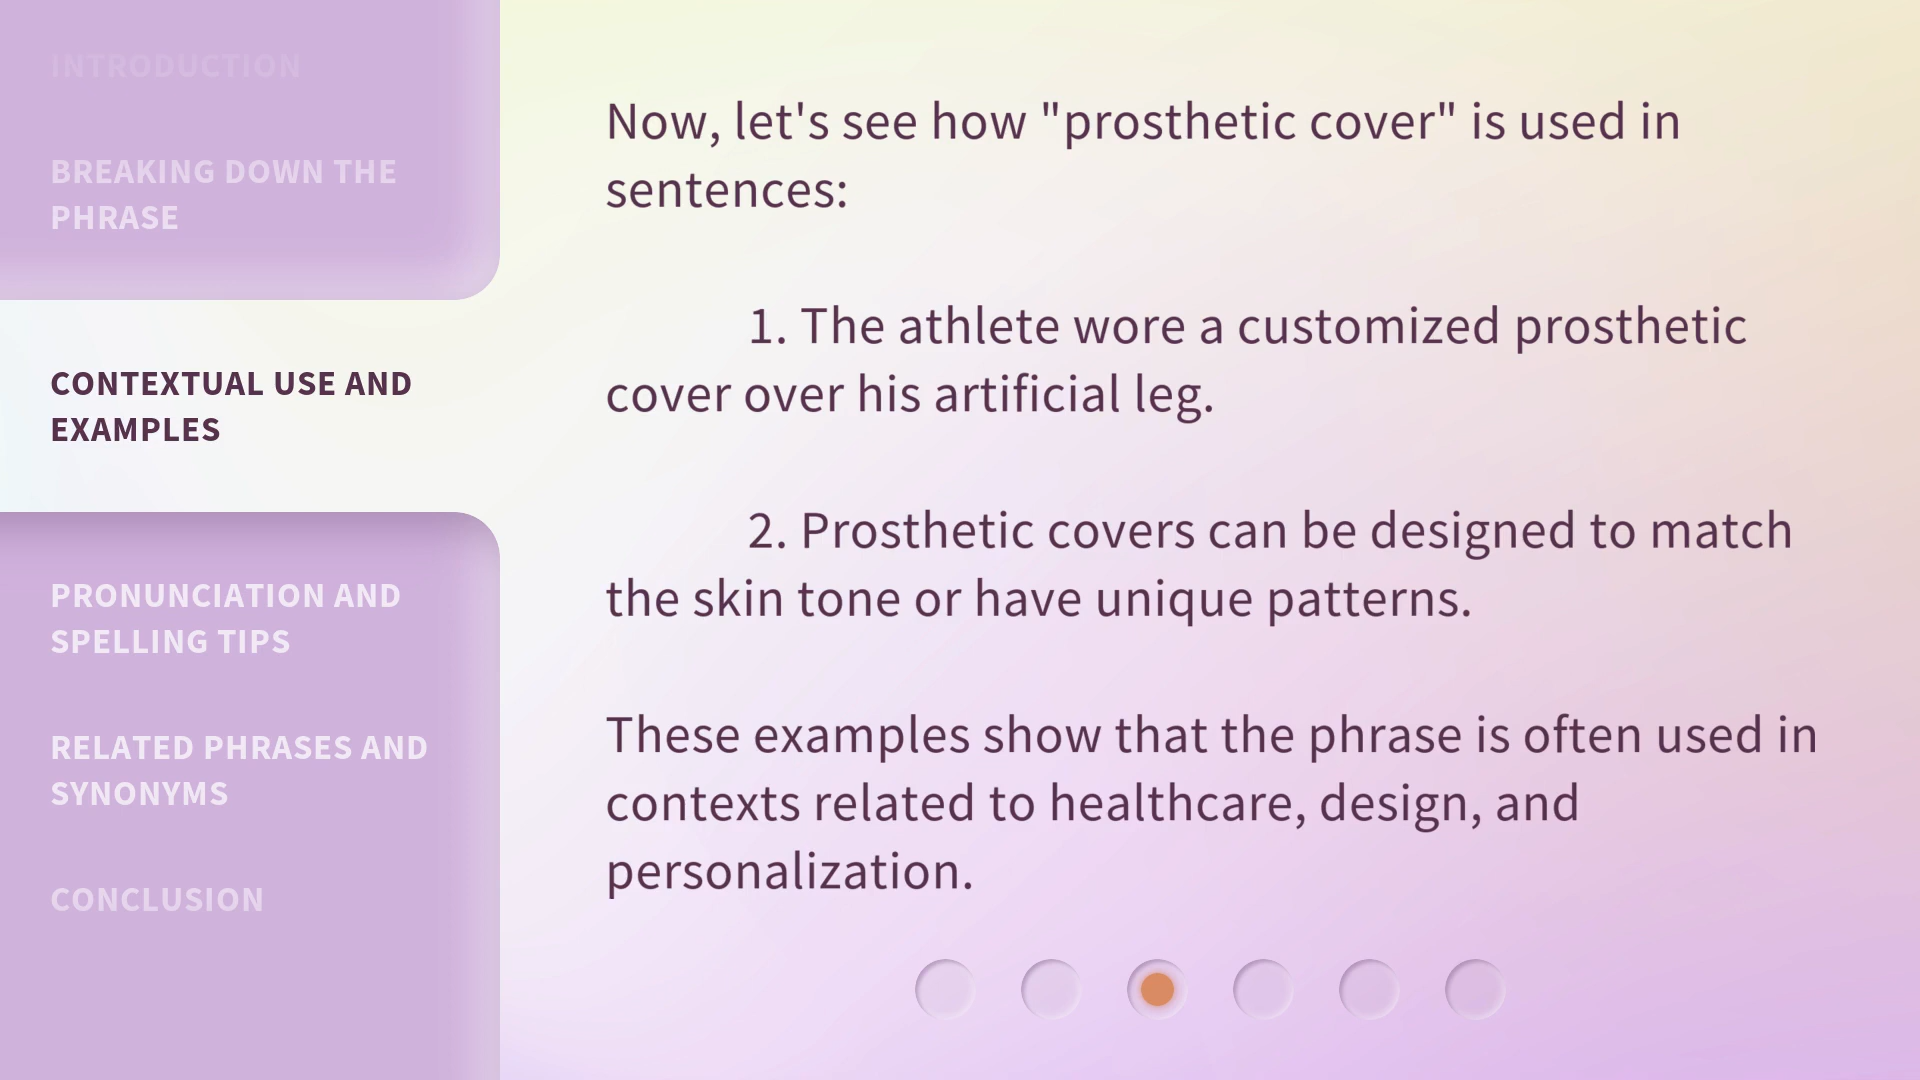 INTRODUCTION
BREAKING DOWN THE
PHRASE
CONTEXTUAL USE AND
EXAMPLES
PRONUNCIATION AND
SPELLING TIPS
RELATED PHRASES AND
SYNONYMS
CONCLUSION
Now, let's see how "prosthetic cover" is used in
sentences:
1. The athlete wore a customized prosthetic
cover over his artificial leg.
2. Prosthetic covers can be designed to match
the skin tone or have unique patterns.
These examples show that the phrase is often used in
contexts related to healthcare, design, and
personalization.